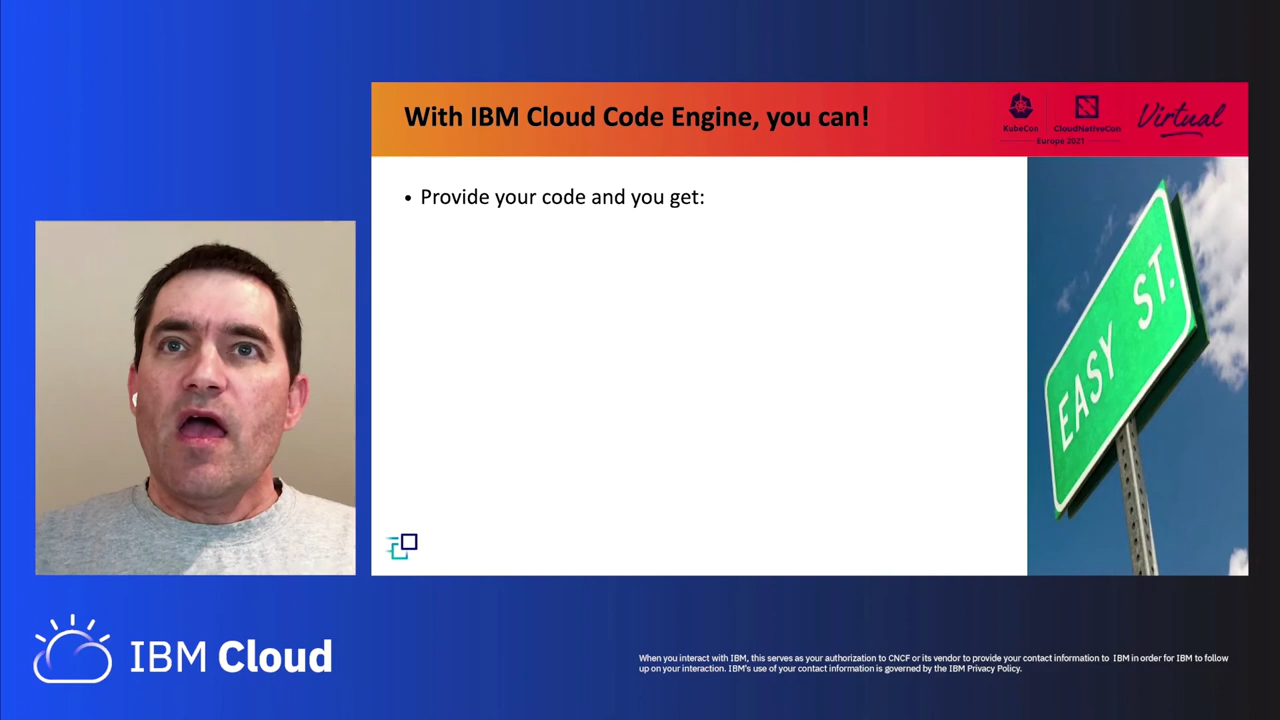 With IBM Cloud Code Engine, you can!
KubeCon
CloudNativeCon
Europe 2021
Virtual
• Provide your code and you get:
EASY ST.
IBM Cloud
When you interact with IBM, this serves as your authorization to CNCF or its vendor to provide your contact information to IBM in order for IBM to follow
up on your interaction. IBM's use of your contact information is governed by the IBM Privacy Policy.